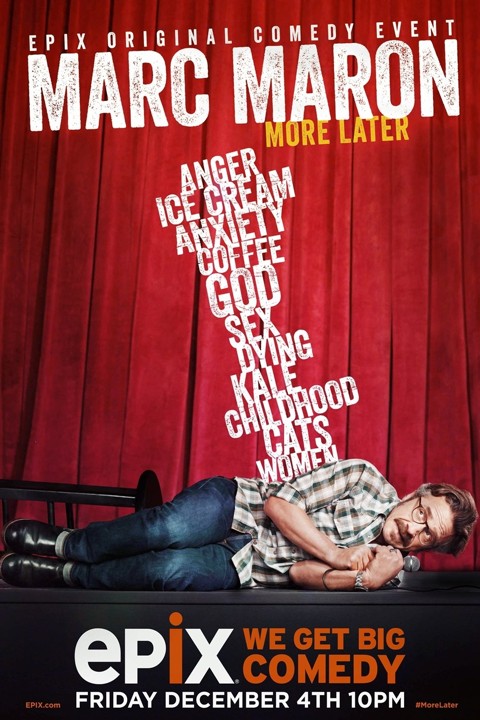 EPIX ORIGINAL COMEDY EVENT
MARC MARON
MORE LATER
ANGER
ICE CREAM
ANXIETY
COFFEE
GOD
SEX
DYING
KALE
CHILDHOOD
CATS
WOMEN
epix WE GET BIG
COMEDY
FRIDAY DECEMBER 4TH 10PM
EPIX.com
#MoreLater